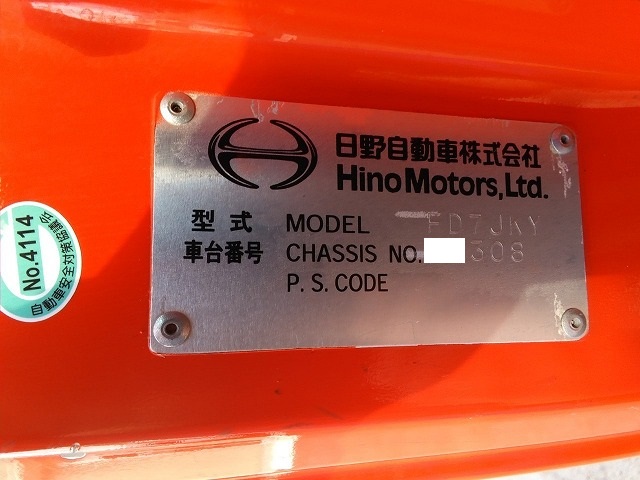 日野自動車株式会社
Hino Motors, Ltd.
型式 MODEL FD7JKY
車台番号 CHASSIS NO. 308
P.S.CODE
No.4114
自動車安全対策協議会